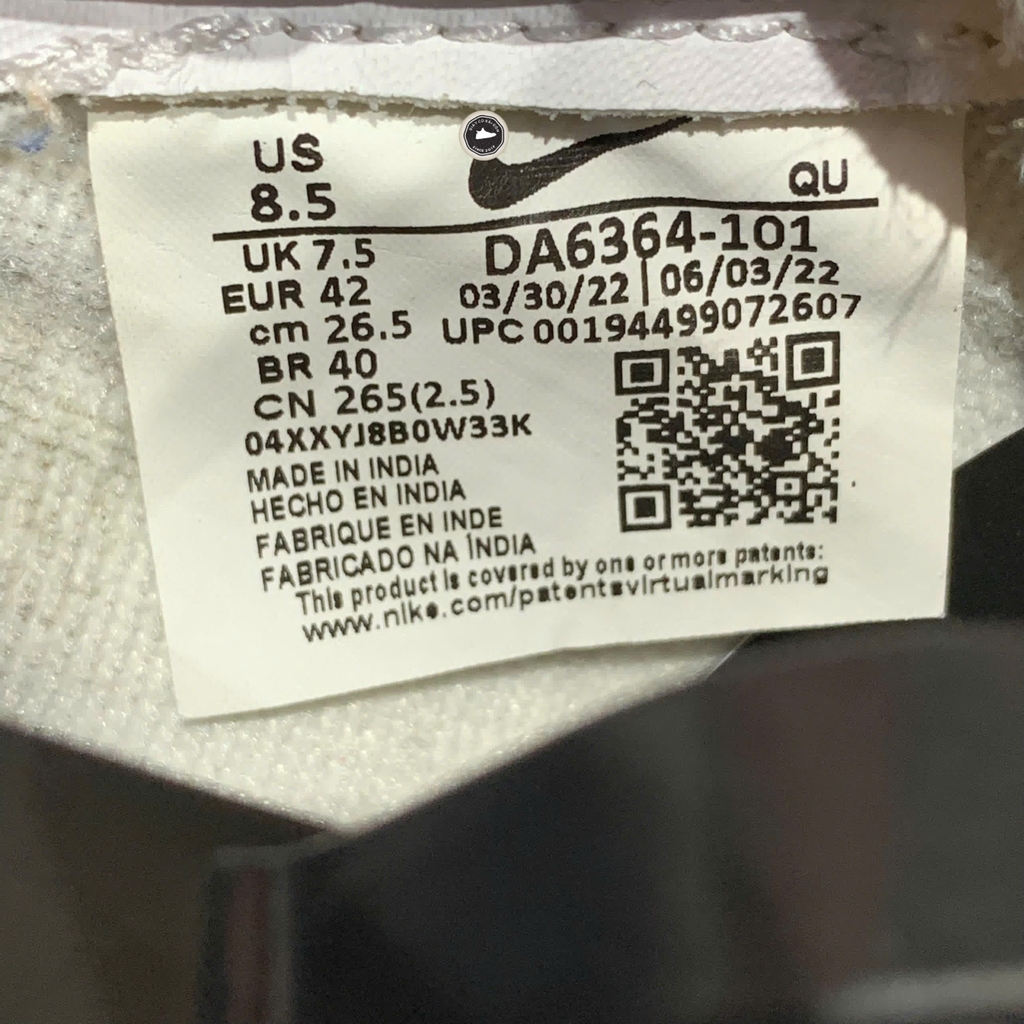 US
8.5
QU
UK 7.5
EUR 42
cm 26.5
BR 40
CN 265(2.5)
DA6364-101
03/30/22 | 06/03/22
UPC 00194499072607
04XXYJ8B0W33K
MADE IN INDIA
HECHO EN INDIA
FABRIQUE EN INDE
FABRICADO NA ÍNDIA
This product is covered by one or more patents:
www.nike.com/patentsvirtualmarking